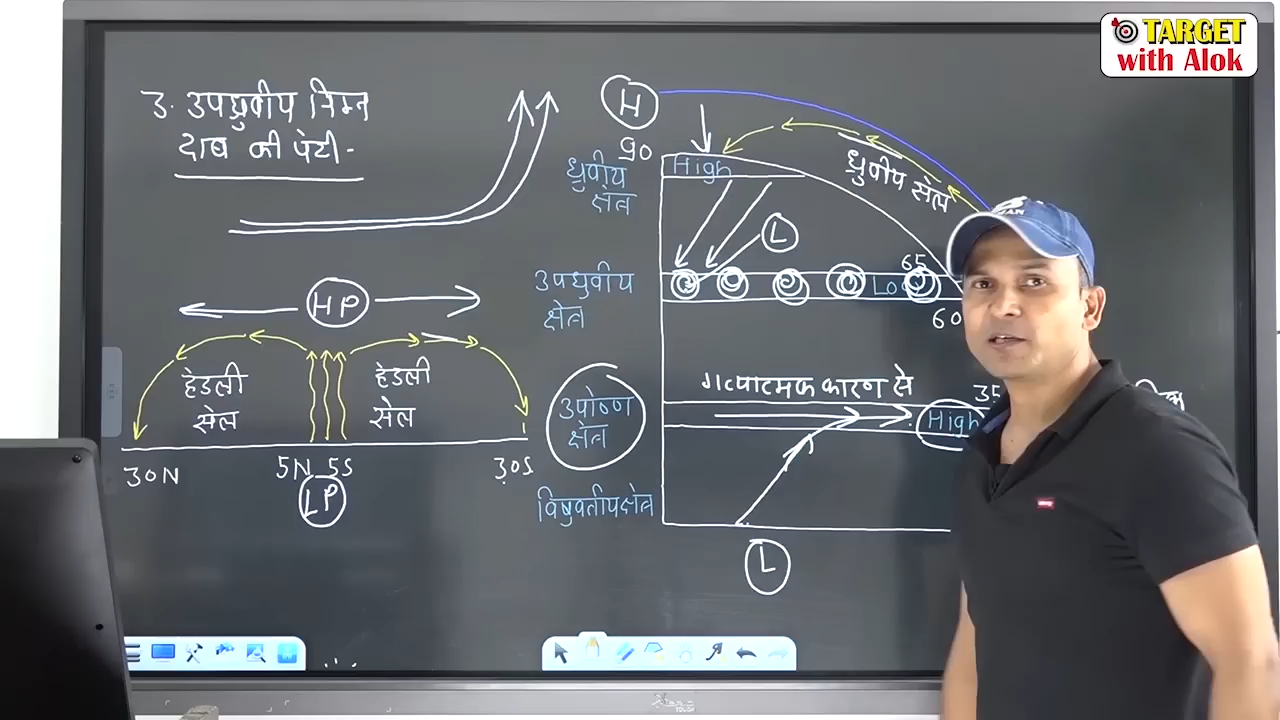 TARGET
with Alok
3. उपध्रुवीय निम्न
दाब की पेटी-
H
90
High
ध्रुवीय
क्षेत्र
ध्रुवीय सेल
L
65
उपध्रुवीय
क्षेत्र
60
HP
हेडली
सेल
हेडली
सेल
30N
5N 5S
30S
LP
गत्यात्मक कारण से
35
High
उपोष्ण
क्षेत्र
विषुवतीय क्षेत्र
L